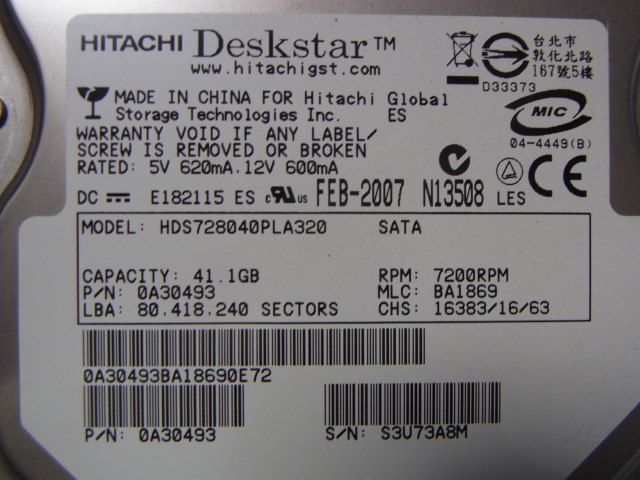 HITACHI Deskstar™
www.hitachigst.com
台北市
敦化北路
167號5樓
D33373
MADE IN CHINA FOR Hitachi Global
Storage Technologies Inc. ES
MIC
04-4449(B)
WARRANTY VOID IF ANY LABEL/
SCREW IS REMOVED OR BROKEN
RATED: 5V 620mA.12V 600mA
DC E182115 ES c RU us FEB-2007 N13508 LES CE
MODEL: HDS728040PLA320 SATA
CAPACITY: 41.1GB RPM: 7200RPM
P/N: 0A30493 MLC: BA1869
LBA: 80.418.240 SECTORS CHS: 16383/16/63
0A30493BA18690E72
P/N: 0A30493 S/N: S3U73A8M